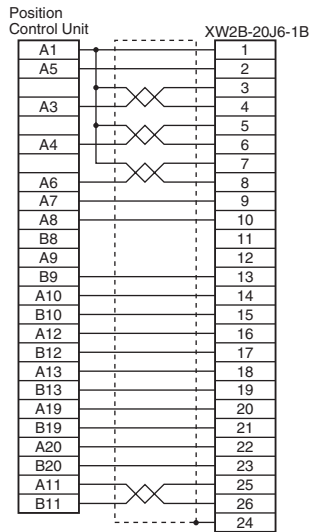 Position
Control Unit
XW2B-20J6-1B
A1 1
A5 2
3
A3 4
5
A4 6
7
A6 8
A7 9
A8 10
B8 11
A9 12
B9 13
A10 14
B10 15
A12 16
B12 17
A13 18
B13 19
A19 20
B19 21
A20 22
B20 23
A11 25
B11 26
24